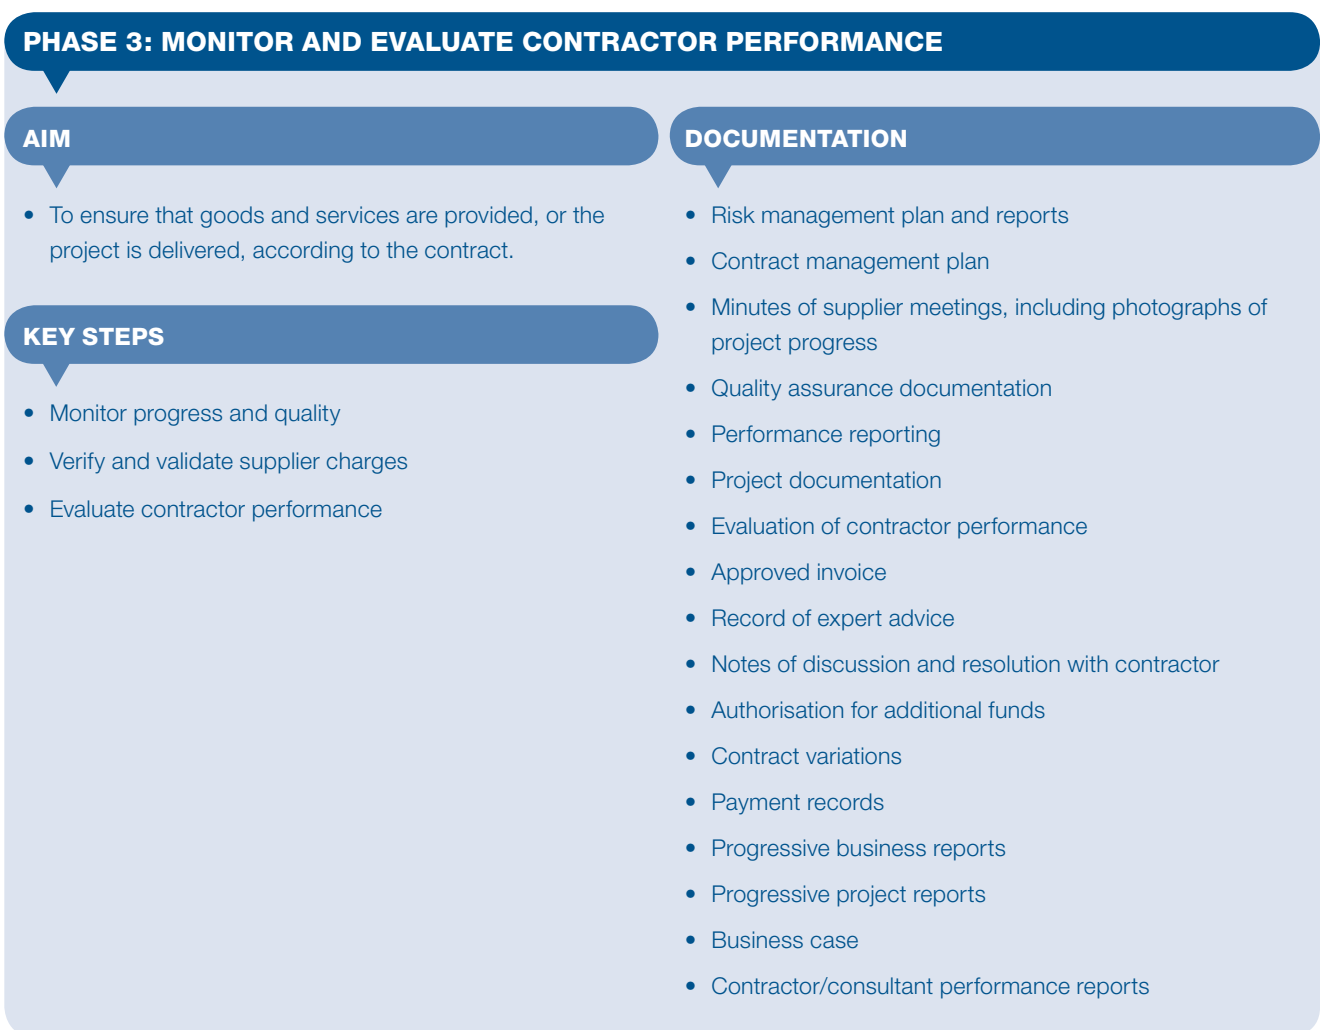 PHASE 3: MONITOR AND EVALUATE CONTRACTOR PERFORMANCE
AIM
• To ensure that goods and services are provided, or the
project is delivered, according to the contract.
KEY STEPS
• Monitor progress and quality
• Verify and validate supplier charges
• Evaluate contractor performance
DOCUMENTATION
• Risk management plan and reports
• Contract management plan
• Minutes of supplier meetings, including photographs of
project progress
• Quality assurance documentation
• Performance reporting
• Project documentation
• Evaluation of contractor performance
• Approved invoice
• Record of expert advice
• Notes of discussion and resolution with contractor
• Authorisation for additional funds
• Contract variations
• Payment records
• Progressive business reports
• Progressive project reports
• Business case
• Contractor/consultant performance reports